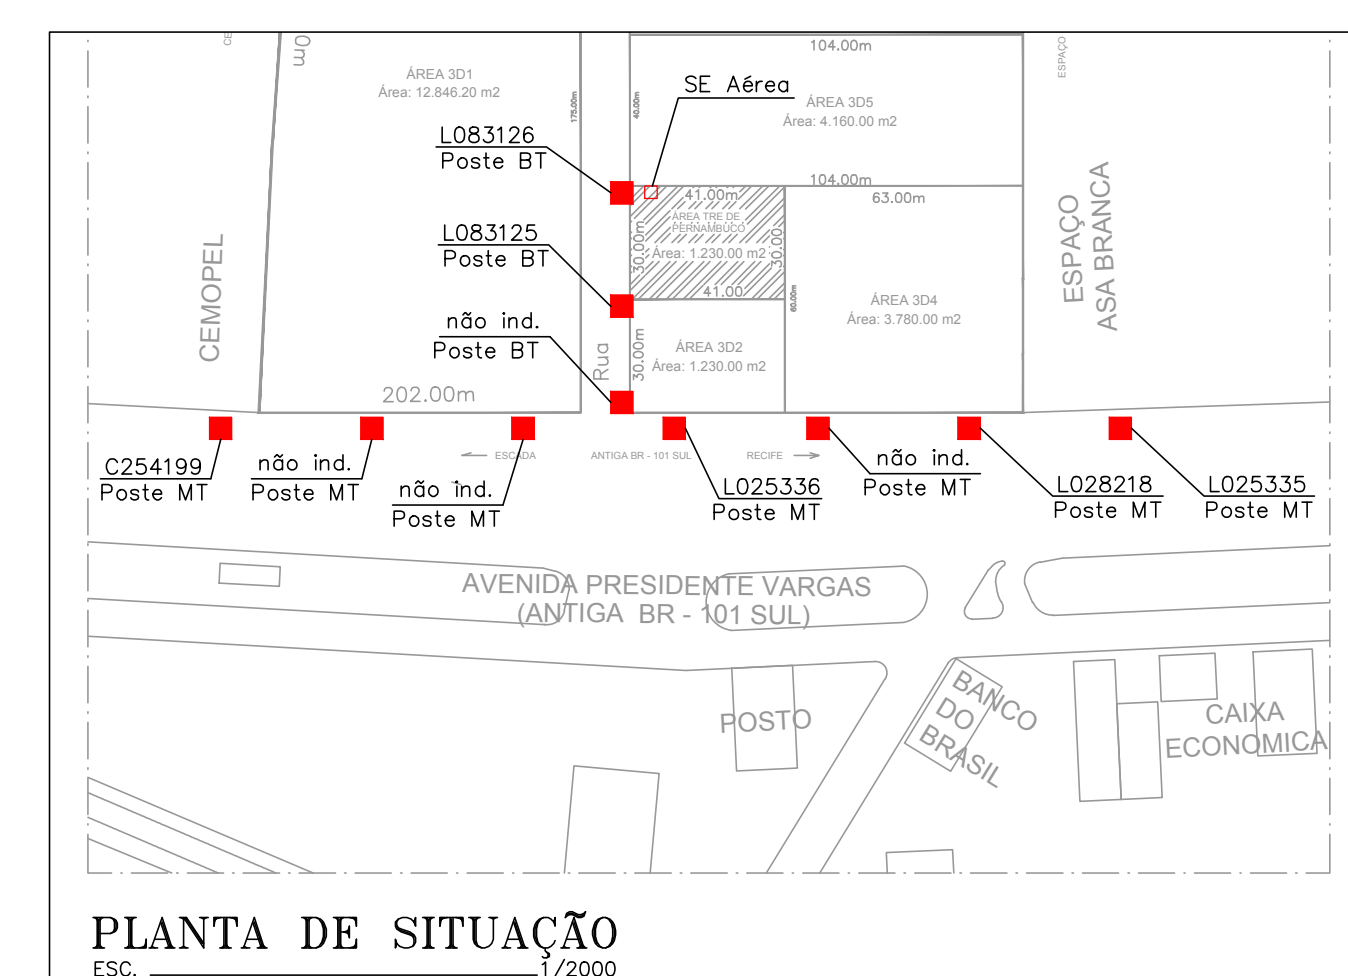 CE
0m
104.00m
ESPAÇO
ÁREA 3D1
Área: 12.846.20 m2
175.00m
40.00m
SE Aérea
ÁREA 3D5
Área: 4.160.00 m2
L083126
Poste BT
104.00m
41.00m
63.00m
ÁREA TRE DE
PERNAMBUCO
30.00m
Área: 1.230.00 m2
30.00
41.00
L083125
Poste BT
CEMOPEL
ESPAÇO
ASA BRANCA
60.00m
ÁREA 3D4
Área: 3.780.00 m2
não ind.
Poste BT
Rua
30.00m
ÁREA 3D2
Área: 1.230.00 m2
202.00m
ESCADA
ANTIGA BR - 101 SUL
RECIFE
C254199
Poste MT
não ind.
Poste MT
não ind.
Poste MT
L025336
Poste MT
não ind.
Poste MT
L028218
Poste MT
L025335
Poste MT
AVENIDA PRESIDENTE VARGAS
(ANTIGA BR - 101 SUL)
POSTO
BANCO
DO
BRASIL
CAIXA
ECONOMICA
PLANTA DE SITUAÇÃO
ESC. 1/2000